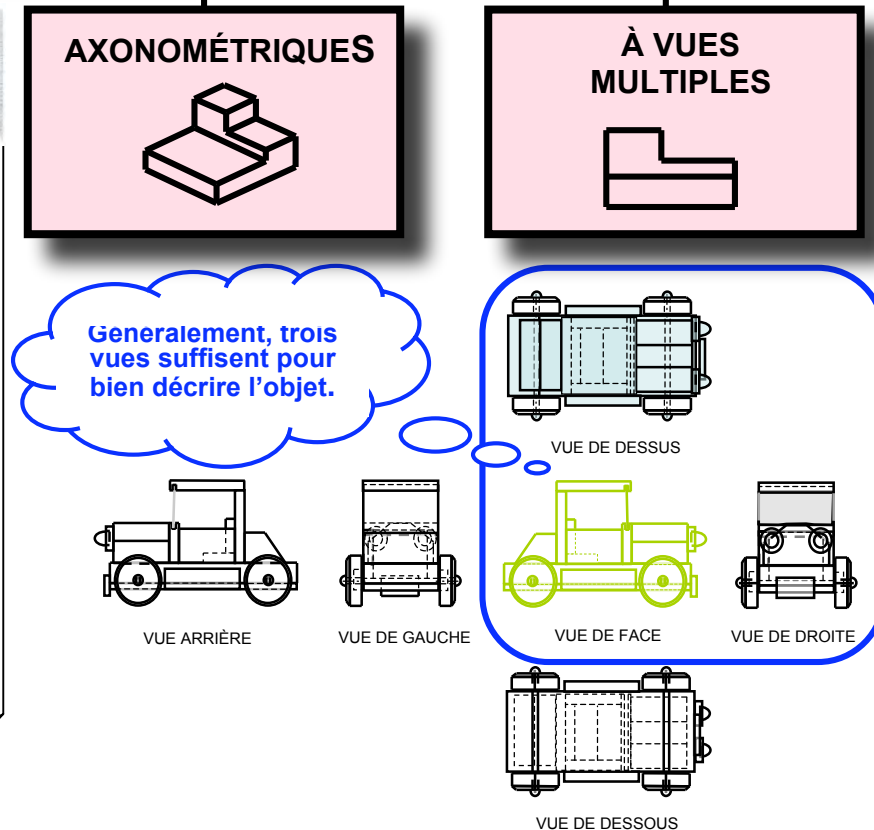 AXONOMÉTRIQUES
À VUES
MULTIPLES
Généralement, trois
vues suffisent pour
bien décrire l’objet.
VUE DE DESSUS
VUE ARRIÈRE
VUE DE GAUCHE
VUE DE FACE
VUE DE DROITE
VUE DE DESSOUS